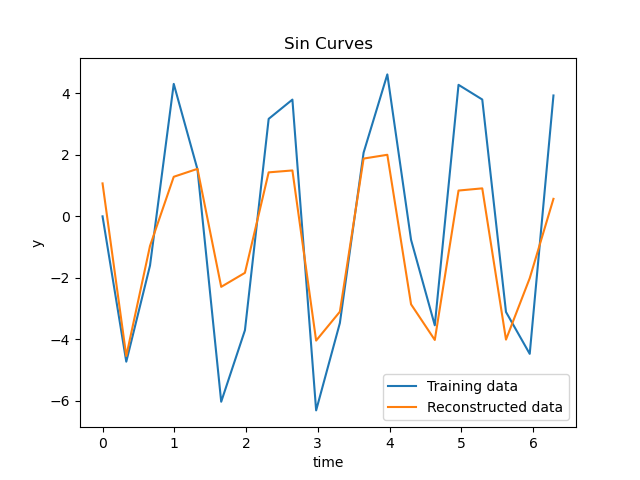 Sin Curves
4
2
0
−2
−4
−6
y
0 1 2 3 4 5 6
time
Training data
Reconstructed data